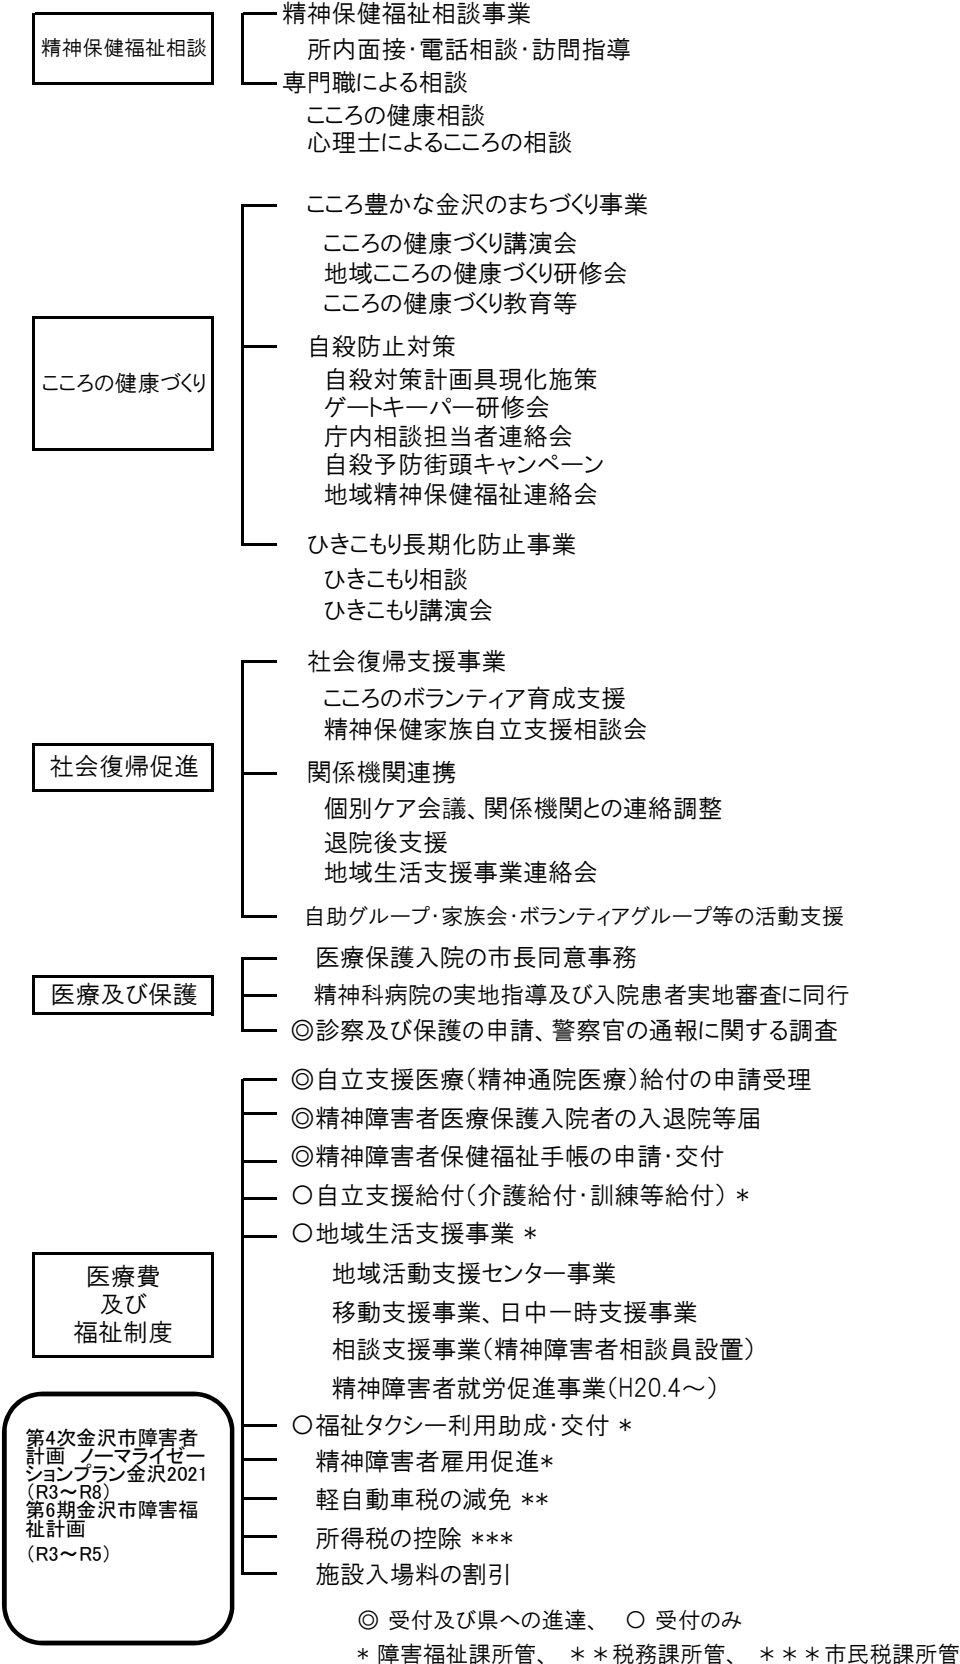 精神保健福祉相談
精神保健福祉相談事業
所内面接･電話相談･訪問指導
専門職による相談
こころの健康相談
心理士によるこころの相談
こころの健康づくり
こころ豊かな金沢のまちづくり事業
こころの健康づくり講演会
地域こころの健康づくり研修会
こころの健康づくり教育等
自殺防止対策
自殺対策計画具現化施策
ゲートキーパー研修会
庁内相談担当者連絡会
自殺予防街頭キャンペーン
地域精神保健福祉連絡会
ひきこもり長期化防止事業
ひきこもり相談
ひきこもり講演会
社会復帰促進
社会復帰支援事業
こころのボランティア育成支援
精神保健家族自立支援相談会
関係機関連携
個別ケア会議、関係機関との連絡調整
退院後支援
地域生活支援事業連絡会
自助グループ･家族会･ボランティアグループ等の活動支援
医療及び保護
医療保護入院の市長同意事務
精神科病院の実地指導及び入院患者実地審査に同行
◎診察及び保護の申請、警察官の通報に関する調査
医療費
及び
福祉制度
◎自立支援医療（精神通院医療）給付の申請受理
◎精神障害者医療保護入院者の入退院等届
◎精神障害者保健福祉手帳の申請･交付
○自立支援給付（介護給付･訓練等給付） *
○地域生活支援事業 *
地域活動支援センター事業
移動支援事業、日中一時支援事業
相談支援事業（精神障害者相談員設置）
精神障害者就労促進事業（H20.4～）
○福祉タクシー利用助成･交付 *
精神障害者雇用促進*
軽自動車税の減免 **
所得税の控除 ***
施設入場料の割引
第4次金沢市障害者
計画　ノーマライゼー
ションプラン金沢2021
（R3～R8）
第6期金沢市障害福
祉計画
（R3～R5）
◎ 受付及び県への進達、　○ 受付のみ
* 障害福祉課所管、　＊＊税務課所管、　＊＊＊市民税課所管